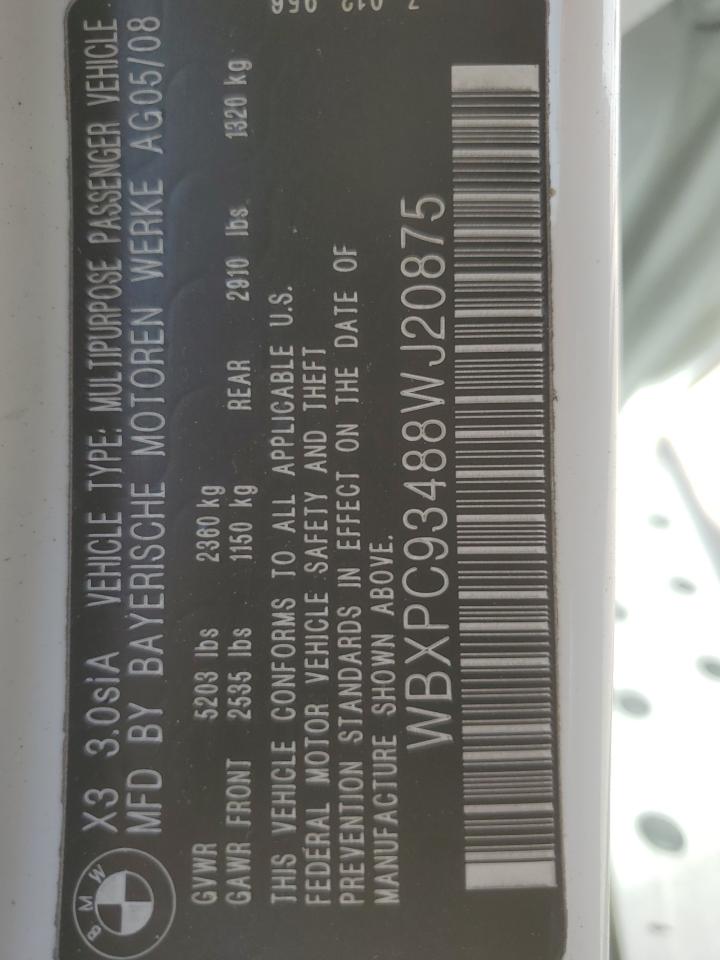 BMW
X3 3.0siA VEHICLE TYPE: MULTIPURPOSE PASSENGER VEHICLE
MFD BY BAYERISCHE MOTOREN WERKE AG05/08
GVWR 5203 lbs 2360 kg
GAWR FRONT 2535 lbs 1150 kg REAR 2910 lbs 1320 kg
THIS VEHICLE CONFORMS TO ALL APPLICABLE U.S.
FEDERAL MOTOR VEHICLE SAFETY AND THEFT
PREVENTION STANDARDS IN EFFECT ON THE DATE OF
MANUFACTURE SHOWN ABOVE.
WBXPC93488WJ20875